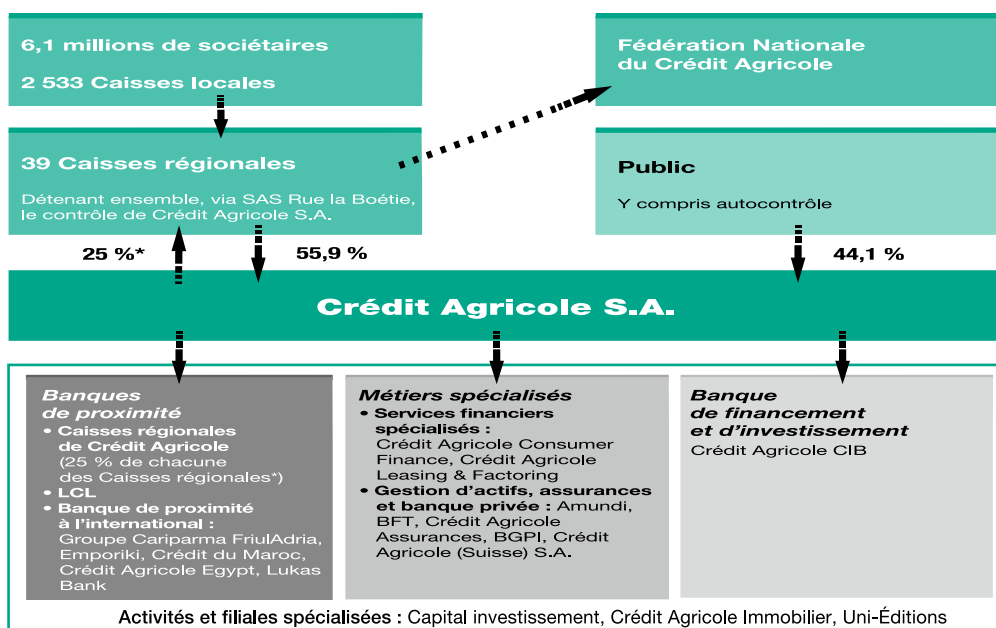 6,1 millions de sociétaires
2 533 Caisses locales
Fédération Nationale
du Crédit Agricole
39 Caisses régionales
Détenant ensemble, via SAS Rue la Boétie,
le contrôle de Crédit Agricole S.A.
Public
Y compris autocontrôle
25 %*
55,9 %
44,1 %
Crédit Agricole S.A.
Banques
de proximité
• Caisses régionales
de Crédit Agricole
(25 % de chacune
des Caisses régionales*)
• LCL
• Banque de proximité
à l'international :
Groupe Cariparma FriulAdria,
Emporiki, Crédit du Maroc,
Crédit Agricole Egypt, Lukas
Bank
Métiers spécialisés
• Services financiers
spécialisés :
Crédit Agricole Consumer
Finance, Crédit Agricole
Leasing & Factoring
• Gestion d'actifs, assurances
et banque privée : Amundi,
BFT, Crédit Agricole
Assurances, BGPI, Crédit
Agricole (Suisse) S.A.
Banque
de financement
et d'investissement
Crédit Agricole CIB
Activités et filiales spécialisées : Capital investissement, Crédit Agricole Immobilier, Uni-Éditions